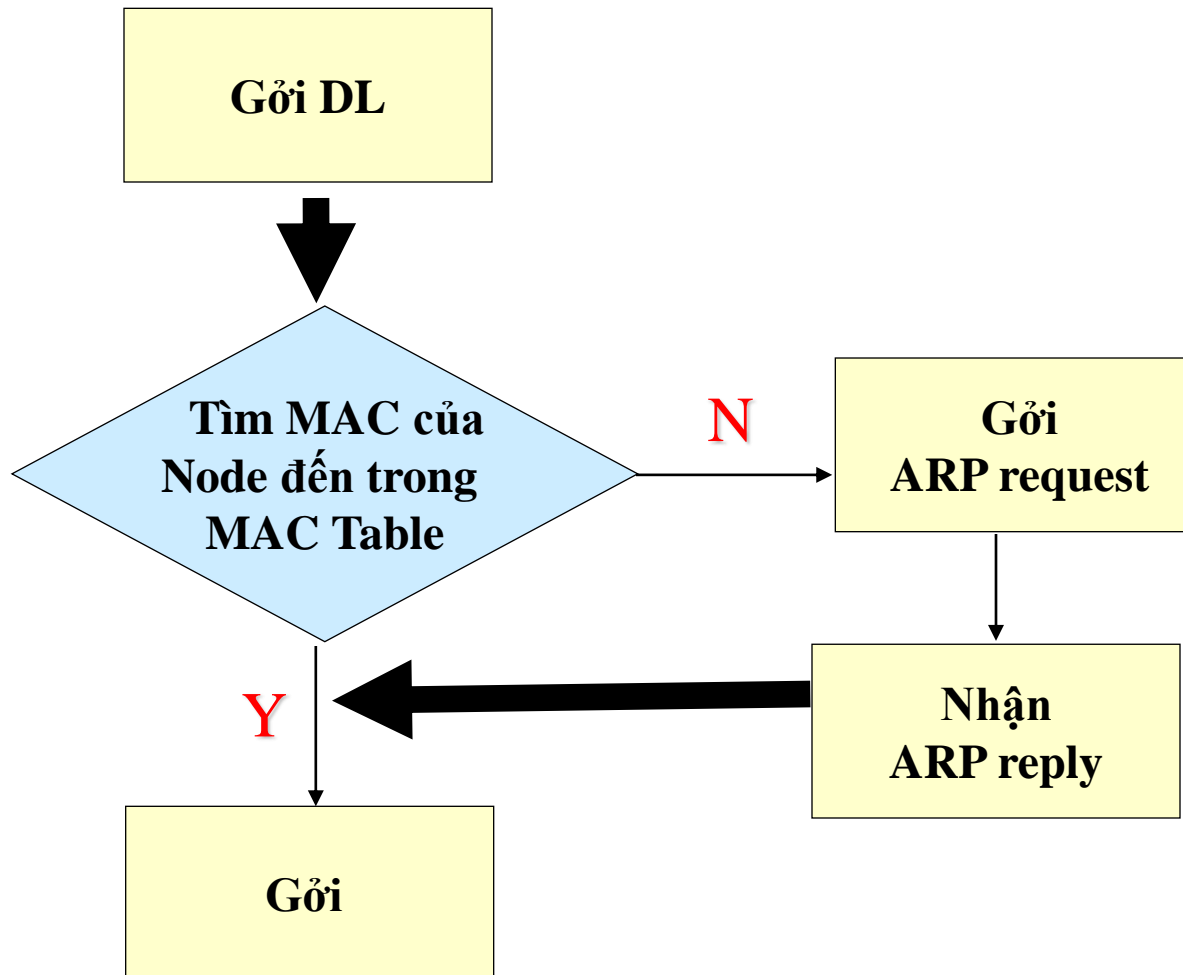 Gởi DL
Tìm MAC của
Node đến trong
MAC Table
N
Gởi
ARP request
Y
Nhận
ARP reply
Gởi